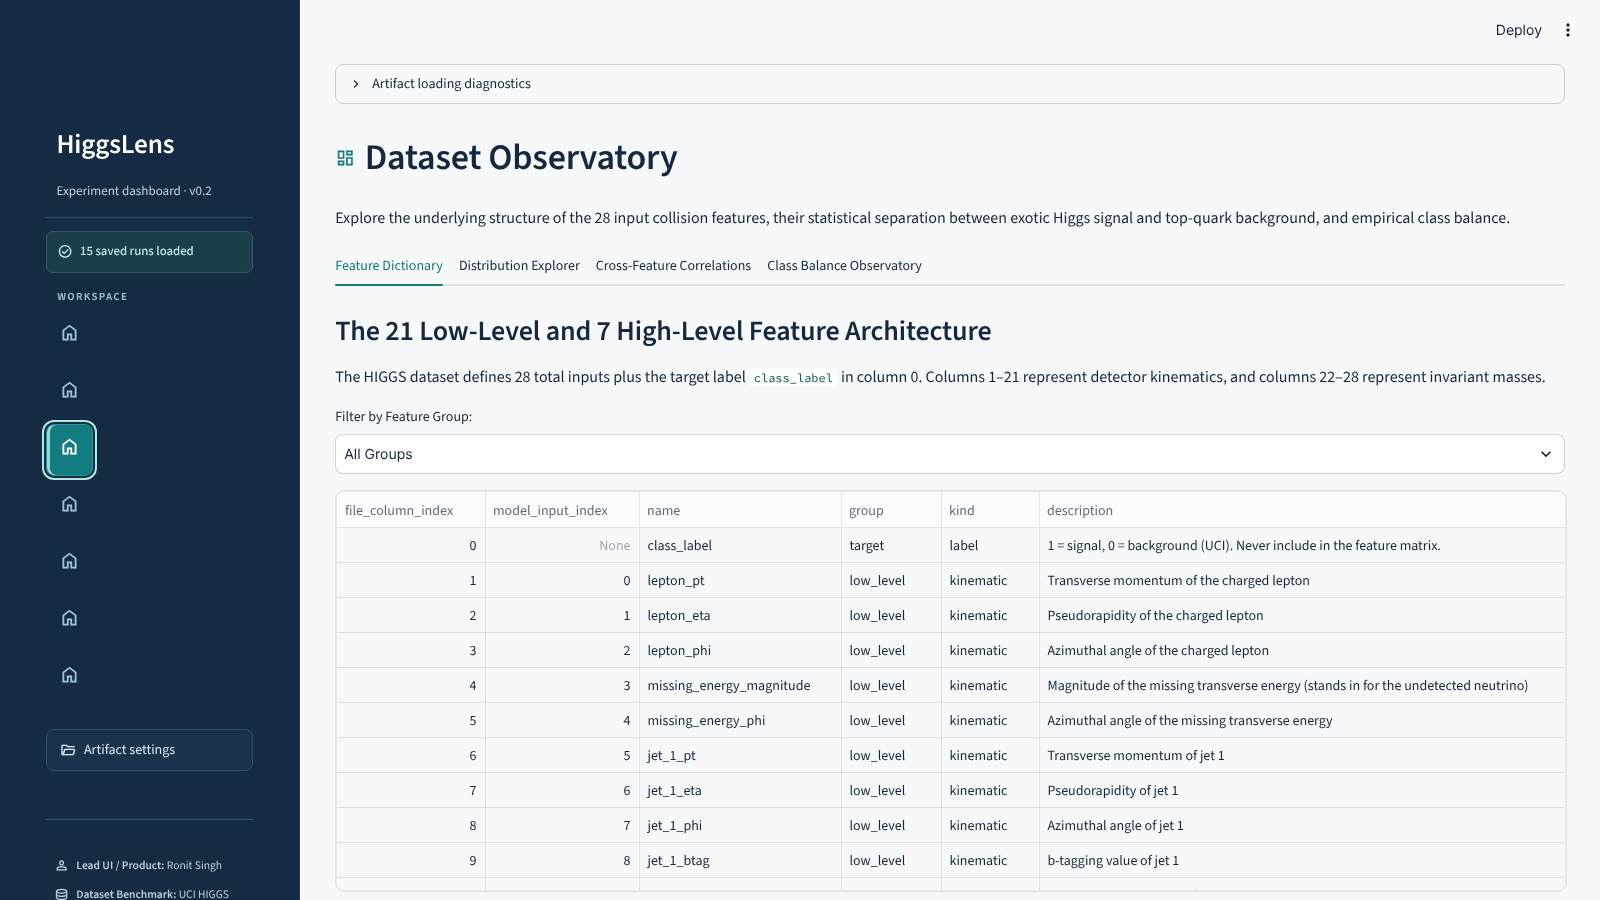 Deploy
Artifact loading diagnostics
HiggsLens
Experiment dashboard · v0.2
15 saved runs loaded
WORKSPACE
Artifact settings
Lead UI / Product: Ronit Singh
Dataset Benchmark: UCI HIGGS
Dataset Observatory
Explore the underlying structure of the 28 input collision features, their statistical separation between exotic Higgs signal and top-quark background, and empirical class balance.
Feature Dictionary Distribution Explorer Cross-Feature Correlations Class Balance Observatory
The 21 Low-Level and 7 High-Level Feature Architecture
The HIGGS dataset defines 28 total inputs plus the target label class_label in column 0. Columns 1–21 represent detector kinematics, and columns 22–28 represent invariant masses.
Filter by Feature Group:
All Groups
file_column_index model_input_index name group kind description
0 None class_label target label 1 = signal, 0 = background (UCI). Never include in the feature matrix.
1 0 lepton_pt low_level kinematic Transverse momentum of the charged lepton
2 1 lepton_eta low_level kinematic Pseudorapidity of the charged lepton
3 2 lepton_phi low_level kinematic Azimuthal angle of the charged lepton
4 3 missing_energy_magnitude low_level kinematic Magnitude of the missing transverse energy (stands in for the undetected neutrino)
5 4 missing_energy_phi low_level kinematic Azimuthal angle of the missing transverse energy
6 5 jet_1_pt low_level kinematic Transverse momentum of jet 1
7 6 jet_1_eta low_level kinematic Pseudorapidity of jet 1
8 7 jet_1_phi low_level kinematic Azimuthal angle of jet 1
9 8 jet_1_btag low_level kinematic b-tagging value of jet 1